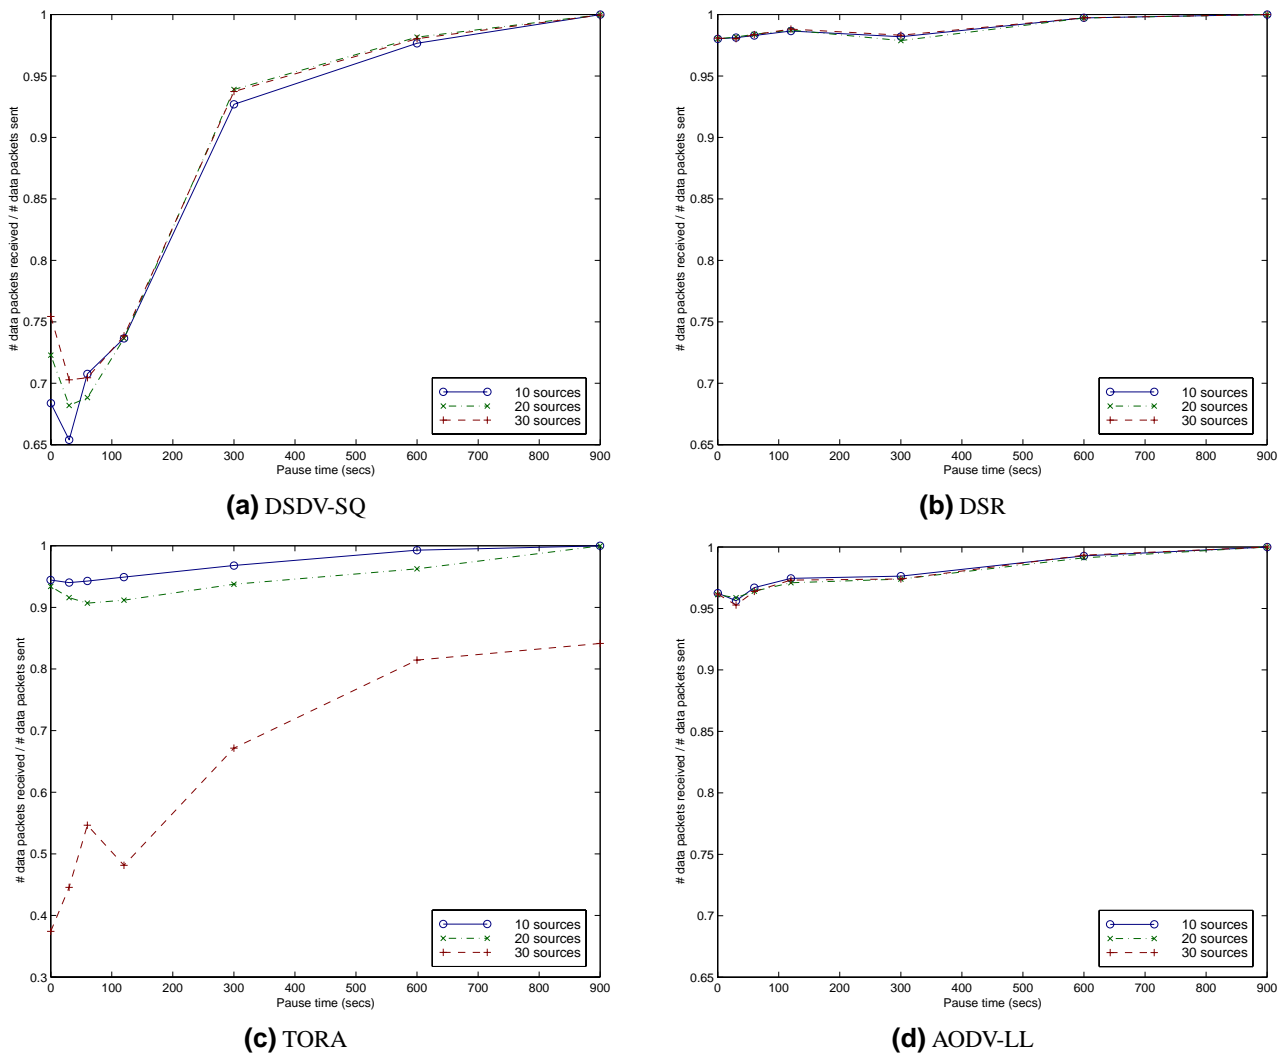 # data packets received / # data packets sent
1
0.95
0.9
0.85
0.8
0.75
0.7
0.65
0 100 200 300 400 500 600 700 800 900
Pause time (secs)
10 sources
20 sources
30 sources
(a) DSDV-SQ
# data packets received / # data packets sent
1
0.95
0.9
0.85
0.8
0.75
0.7
0.65
0 100 200 300 400 500 600 700 800 900
Pause time (secs)
10 sources
20 sources
30 sources
(b) DSR
# data packets received / # data packets sent
1
0.9
0.8
0.7
0.6
0.5
0.4
0.3
0 100 200 300 400 500 600 700 800 900
Pause time (secs)
10 sources
20 sources
30 sources
(c) TORA
# data packets received / # data packets sent
1
0.95
0.9
0.85
0.8
0.75
0.7
0.65
0 100 200 300 400 500 600 700 800 900
Pause time (secs)
10 sources
20 sources
30 sources
(d) AODV-LL